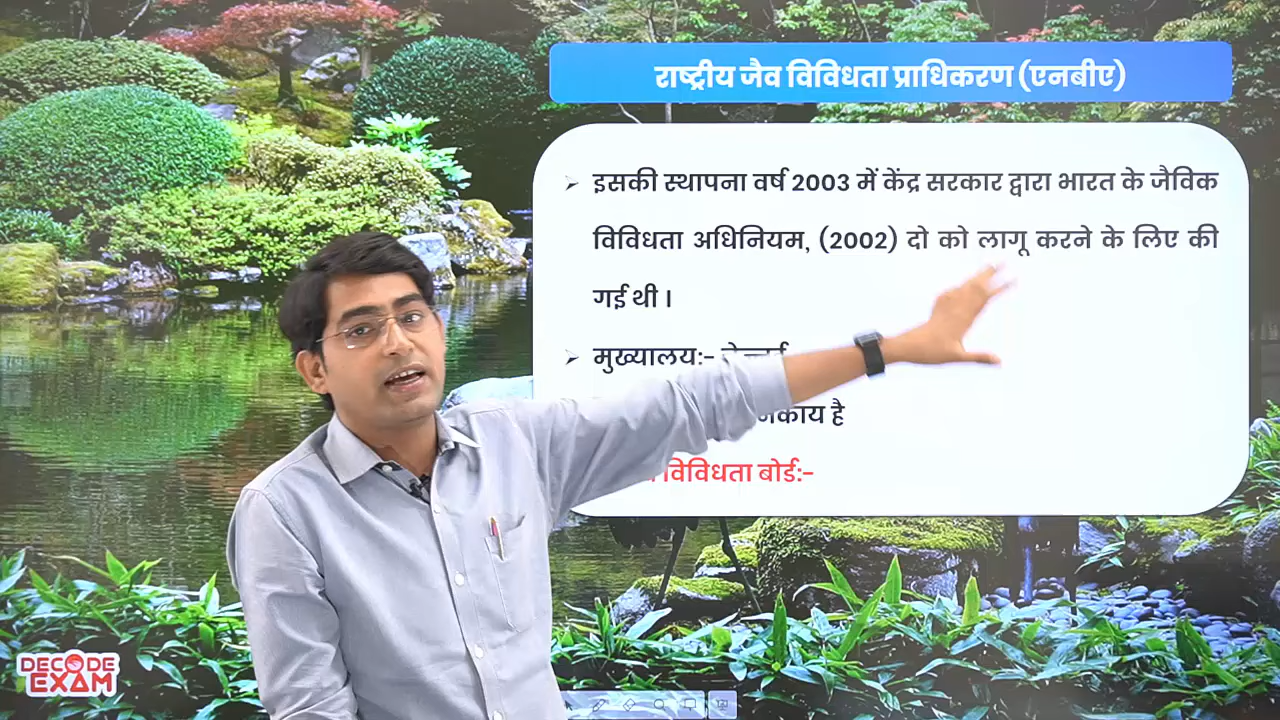 राष्ट्रीय जैव विविधता प्राधिकरण (एनबीए)
➢ इसकी स्थापना वर्ष 2003 में केंद्र सरकार द्वारा भारत के जैविक
विविधता अधिनियम, (2002) दो को लागू करने के लिए की
गई थी ।
➢ मुख्यालय:-
है
विविधता बोर्ड:-
DECODE
EXAM